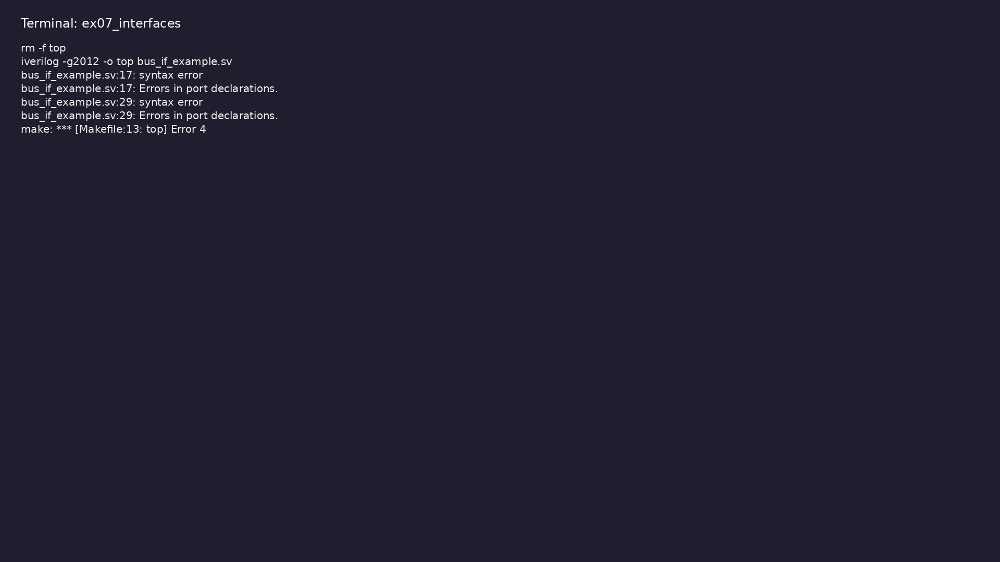 Terminal: ex07_interfaces
rm -f top
iverilog -g2012 -o top bus_if_example.sv
bus_if_example.sv:17: syntax error
bus_if_example.sv:17: Errors in port declarations.
bus_if_example.sv:29: syntax error
bus_if_example.sv:29: Errors in port declarations.
make: *** [Makefile:13: top] Error 4